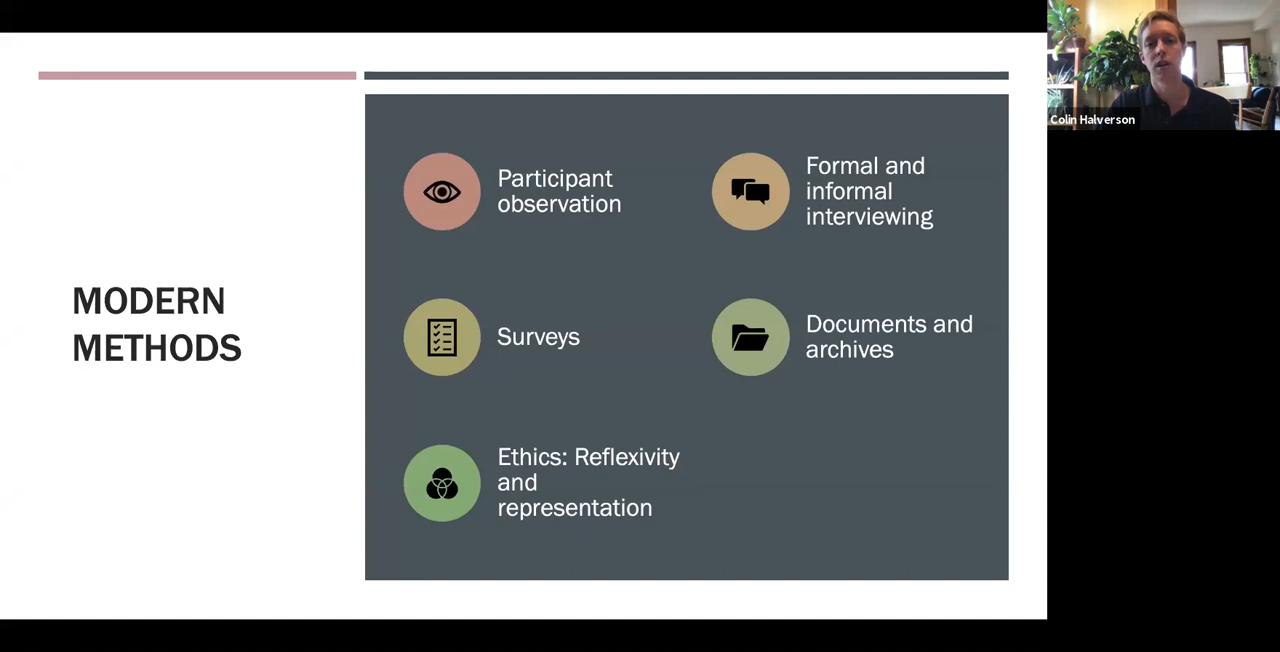 Colin Halverson
MODERN
METHODS
Participant
observation
Formal and
informal
interviewing
Surveys
Documents and
archives
Ethics: Reflexivity
and
representation